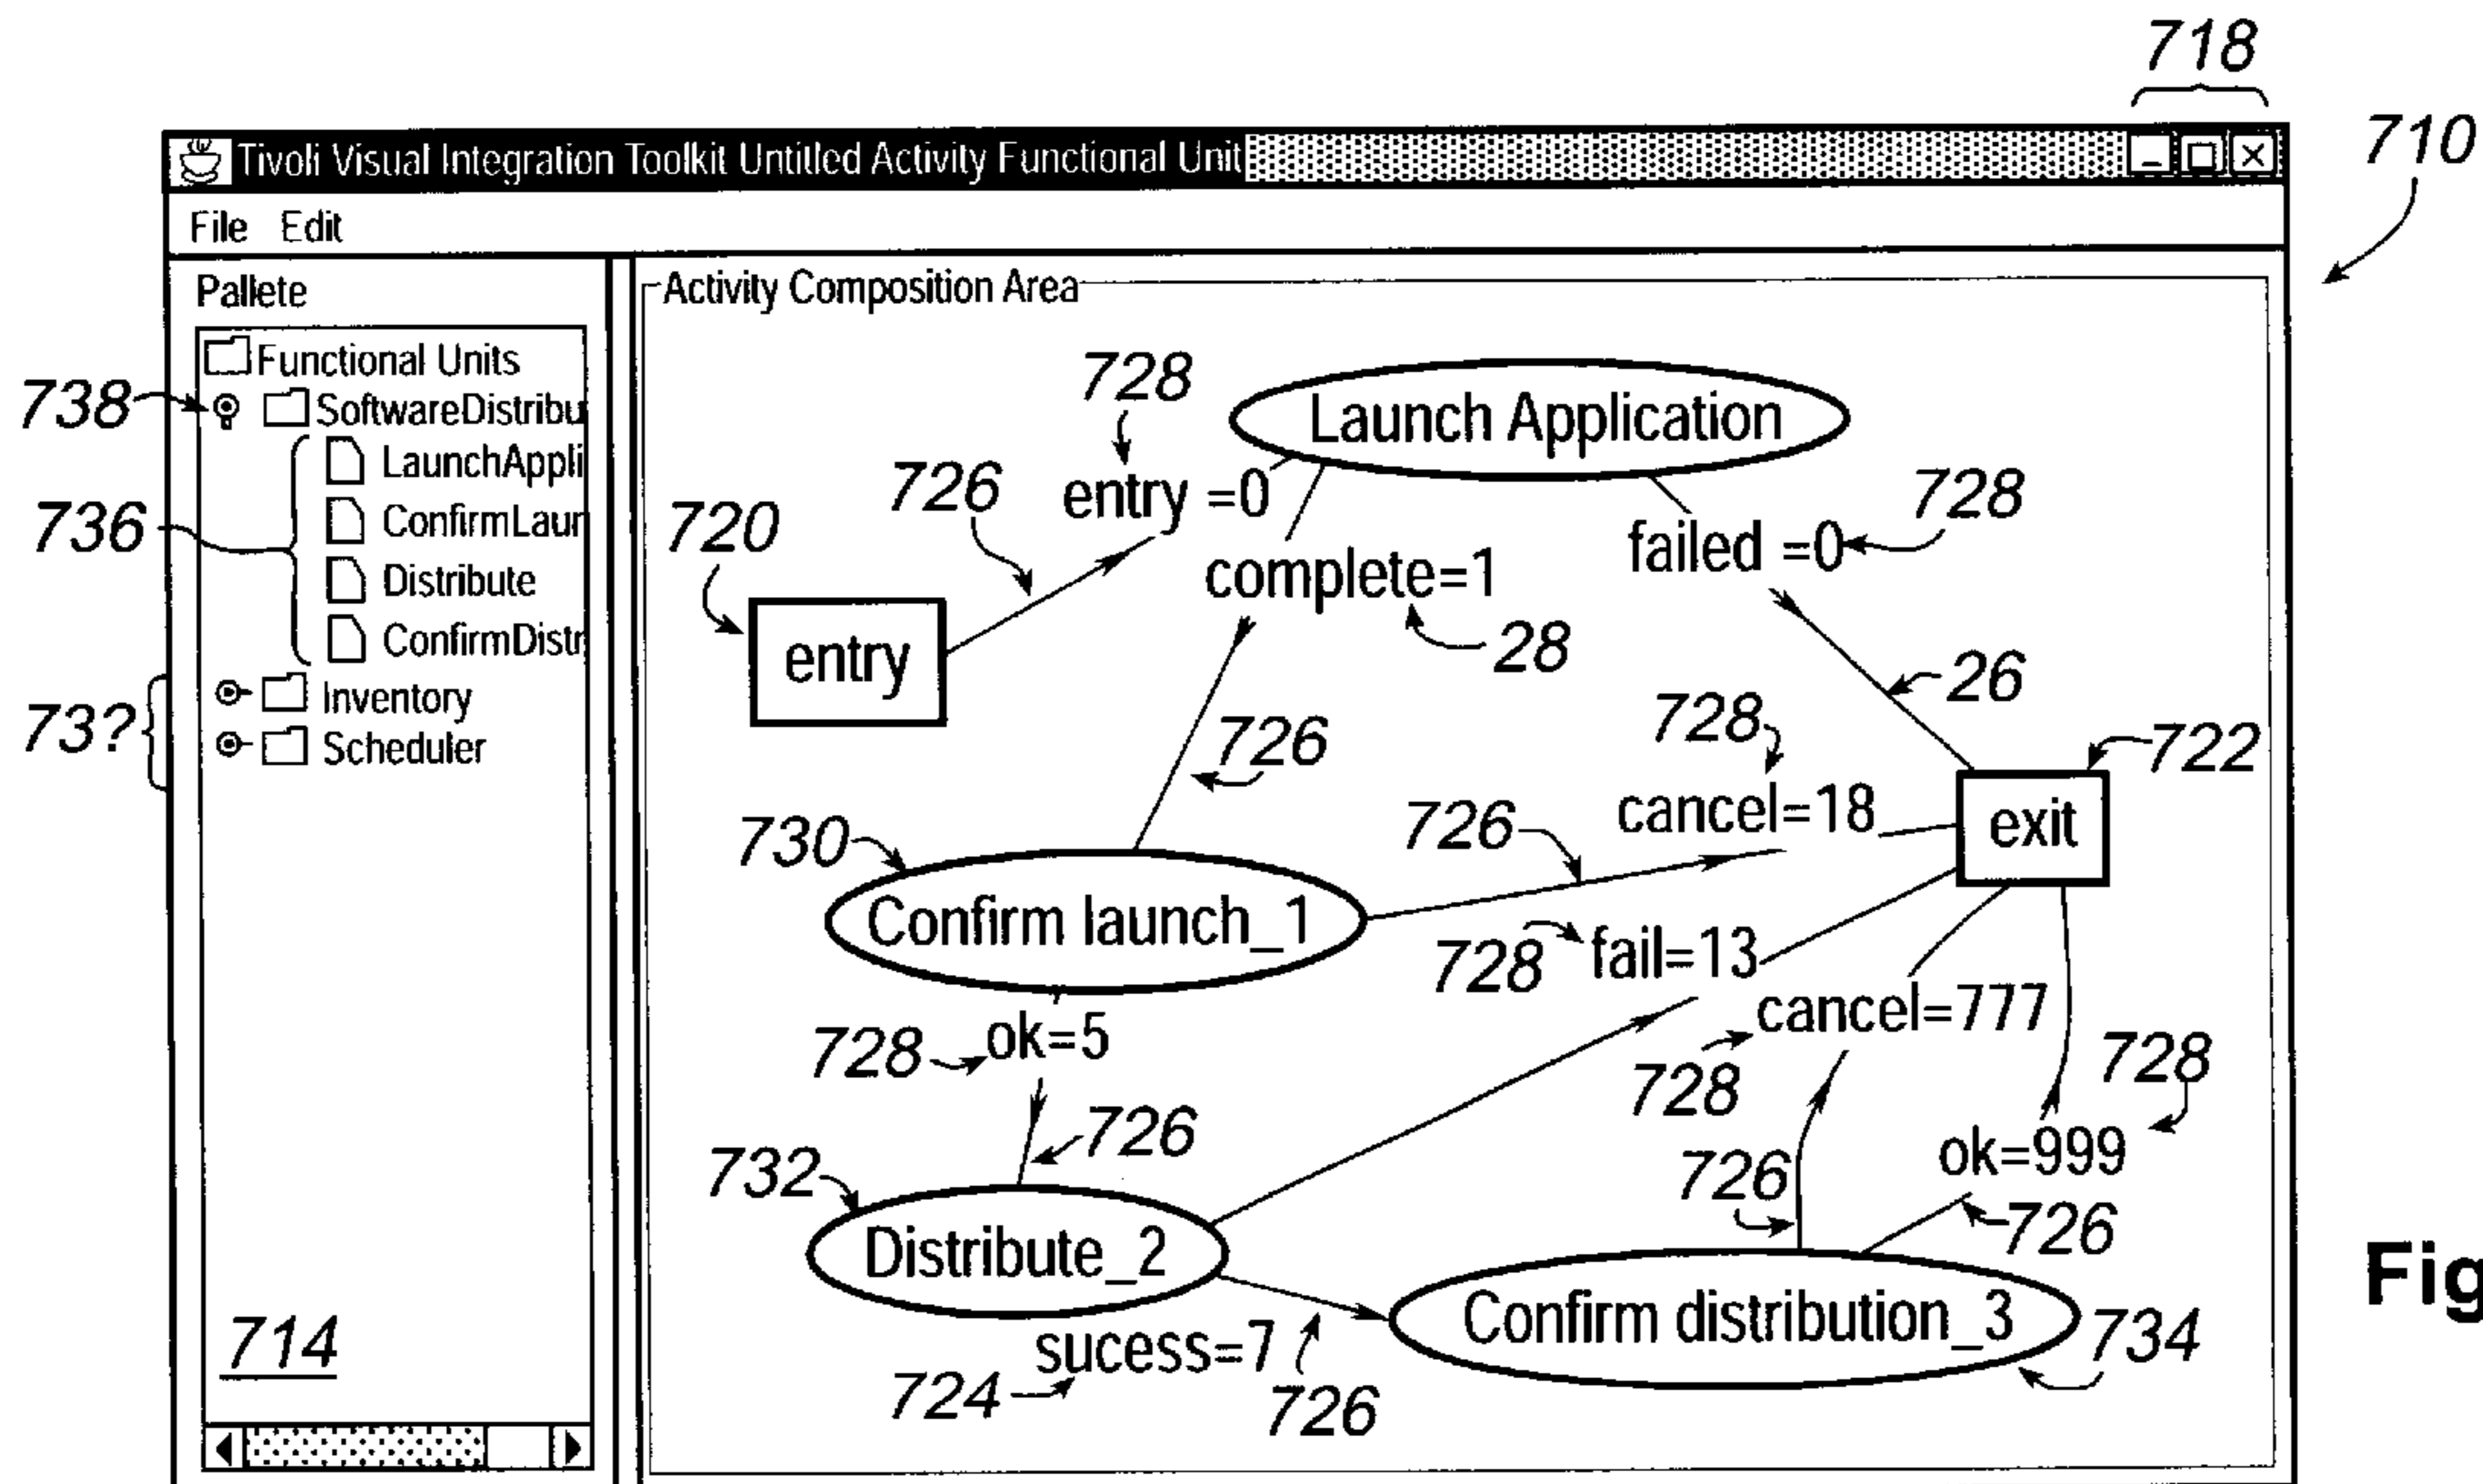 718
710
Tivoli Visual Integration Toolkit Untitled Activity Functional Unit
File Edit
Pallete
Activity Composition Area
Functional Units
738
SoftwareDistribu
LaunchAppli
736
ConfirmLaun
Distribute
ConfirmDistr
73?
Inventory
Scheduler
714
728
Launch Application
726
entry =0
720
728
failed =0
complete=1
28
entry
26
728
726
722
cancel=18
726
exit
730
Confirm launch_1
728
fail=13
cancel=777
728
ok=5
728
728
726
ok=999
732
726
726
Distribute_2
Confirm distribution_3
734
sucess=7
724
726
Fig